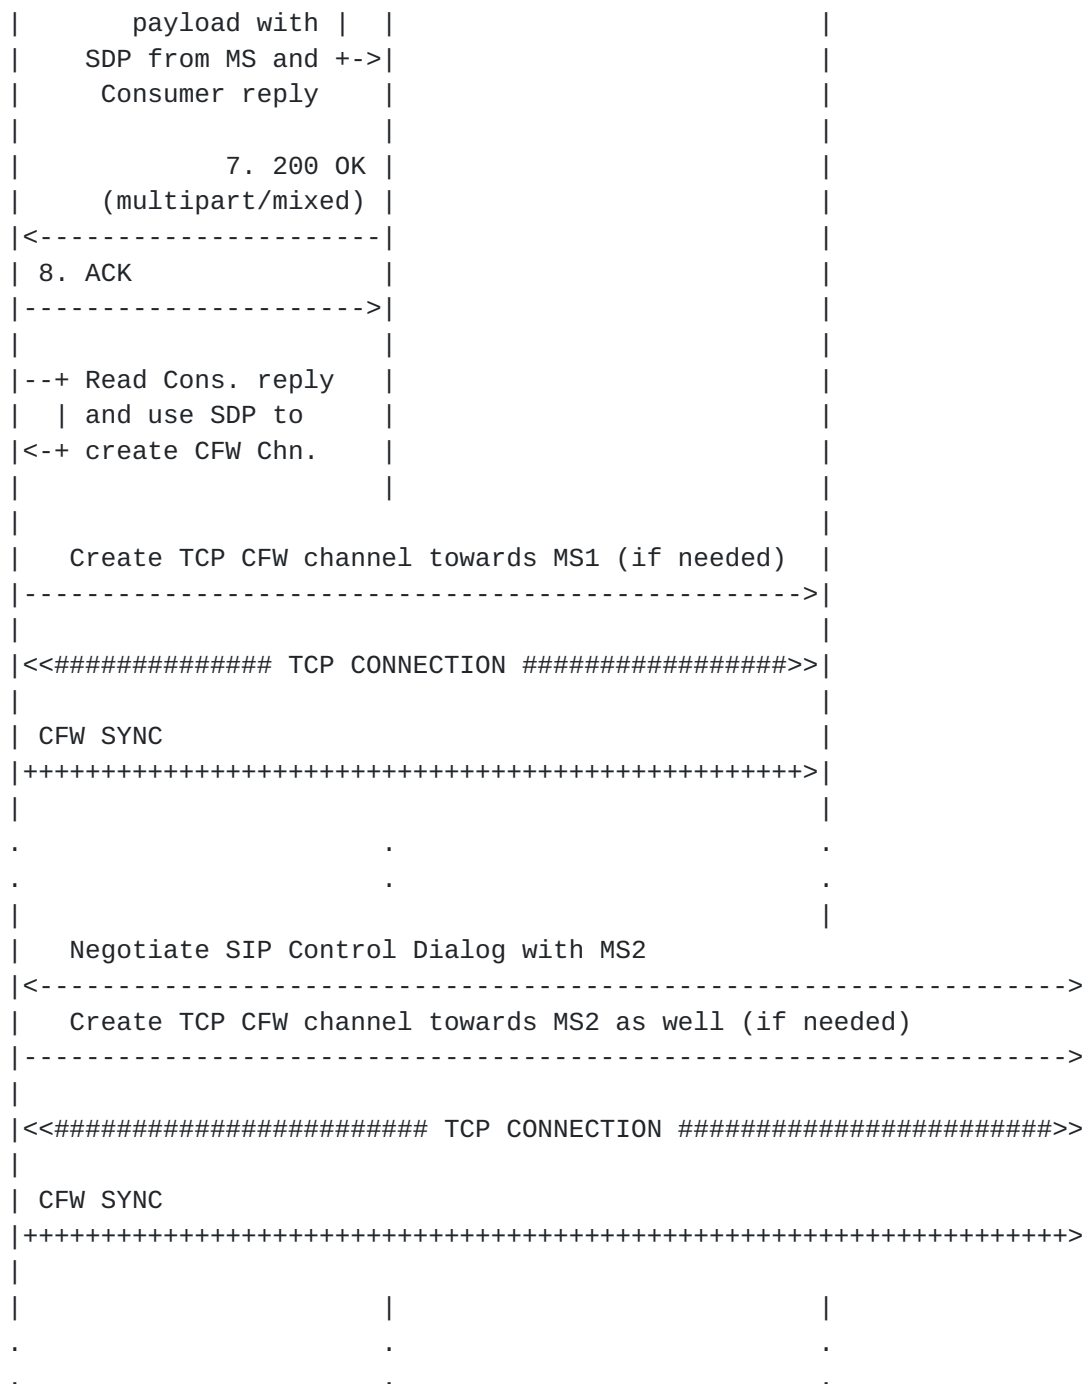 |       payload with |  |                           |
|    SDP from MS and +->|                           |
|     Consumer reply    |                           |
|                       |                           |
|             7. 200 OK |                           |
|     (multipart/mixed) |                           |
|<----------------------|                           |
| 8. ACK                |                           |
|---------------------->|                           |
|                       |                           |
|--+ Read Cons. reply   |                           |
|  | and use SDP to     |                           |
|<-+ create CFW Chn.    |                           |
|                       |                           |
|                                                   |
|   Create TCP CFW channel towards MS1 (if needed)  |
|-------------------------------------------------->|
|                                                   |
|<<############## TCP CONNECTION #################>>|
|                                                   |
| CFW SYNC                                          |
|++++++++++++++++++++++++++++++++++++++++++++++++++>|
|                                                   |
.                       .                           .
.                       .                           .
|                                                   |
|   Negotiate SIP Control Dialog with MS2
|<------------------------------------------------------------------>
|   Create TCP CFW channel towards MS2 as well (if needed)
|------------------------------------------------------------------->
|
|<<######################## TCP CONNECTION ########################>>
|
| CFW SYNC
|+++++++++++++++++++++++++++++++++++++++++++++++++++++++++++++++++++>
|
|                       |                           |
.                       .                           .
.                       .                           .